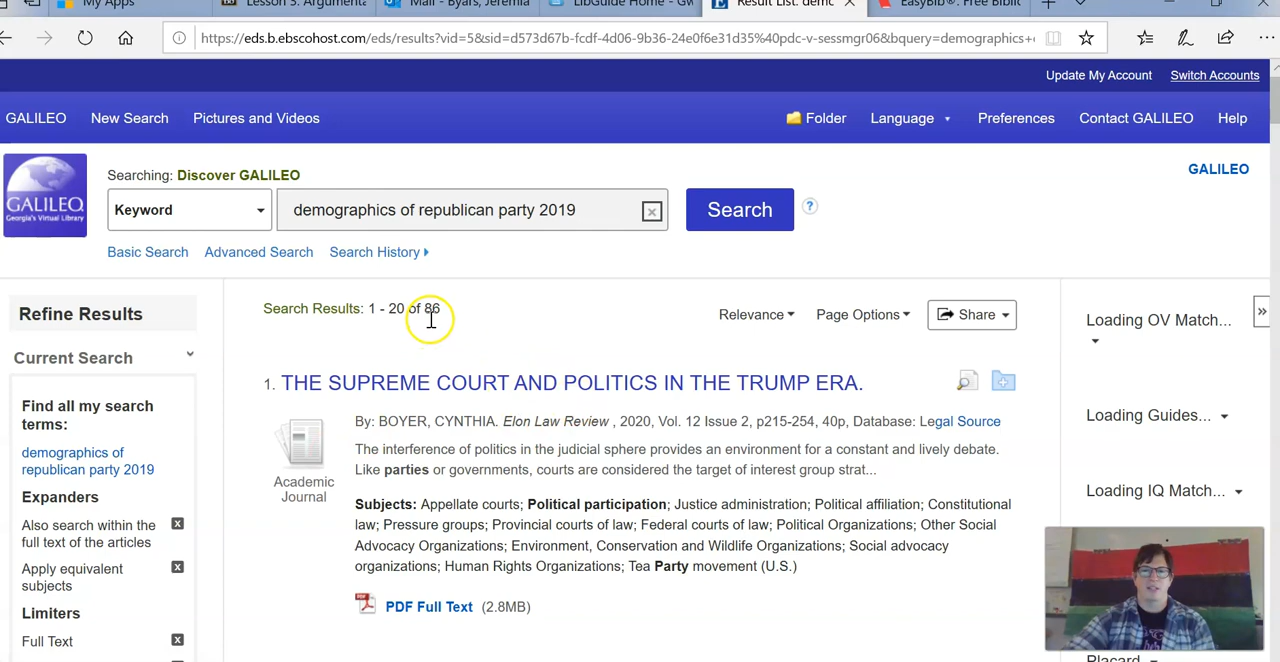 My Apps
Lesson 3: Argumenta
Mail - Byars, Jeremia
LibGuide Home - GW
Result List: demc
EasyBib®: Free Biblic
https://eds.b.ebscohost.com/eds/results?vid=5&sid=d573d67b-fcdf-4d06-9b36-24e0f6e31d35%40pdc-v-sessmgr06&bquery=demographics+
Update My Account
Switch Accounts
GALILEO
New Search
Pictures and Videos
Folder
Language
Preferences
Contact GALILEO
Help
GALILEO
Georgia's Virtual Library
Searching: Discover GALILEO
GALILEO
Keyword
demographics of republican party 2019
Search
?
Basic Search
Advanced Search
Search History
Refine Results
Current Search
Find all my search
terms:
demographics of
republican party 2019
Expanders
Also search within the
full text of the articles
Apply equivalent
subjects
Limiters
Full Text
Search Results: 1 - 20 of 86
Relevance
Page Options
Share
1. THE SUPREME COURT AND POLITICS IN THE TRUMP ERA.
Academic
Journal
By: BOYER, CYNTHIA. Elon Law Review , 2020, Vol. 12 Issue 2, p215-254, 40p, Database: Legal Source
The interference of politics in the judicial sphere provides an environment for a constant and lively debate.
Like parties or governments, courts are considered the target of interest group strat...
Subjects: Appellate courts; Political participation; Justice administration; Political affiliation; Constitutional
law; Pressure groups; Provincial courts of law; Federal courts of law; Political Organizations; Other Social
Advocacy Organizations; Environment, Conservation and Wildlife Organizations; Social advocacy
organizations; Human Rights Organizations; Tea Party movement (U.S.)
PDF Full Text (2.8MB)
Loading OV Match...
Loading Guides...
Loading IQ Match...
Placard